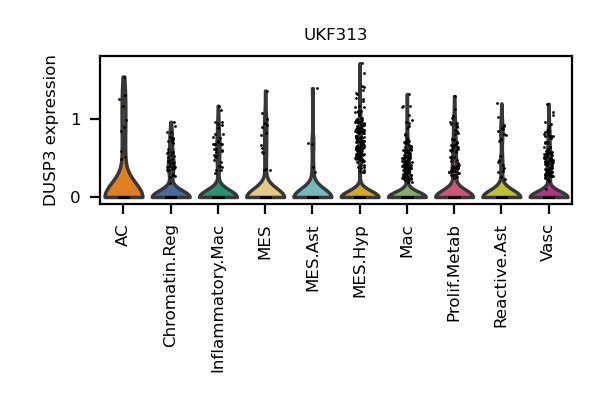 UKF313
DUSP3 expression
1
0
AC
Chromatin.Reg
Inflammatory.Mac
MES
MES.Ast
MES.Hyp
Mac
Prolif.Metab
Reactive.Ast
Vasc